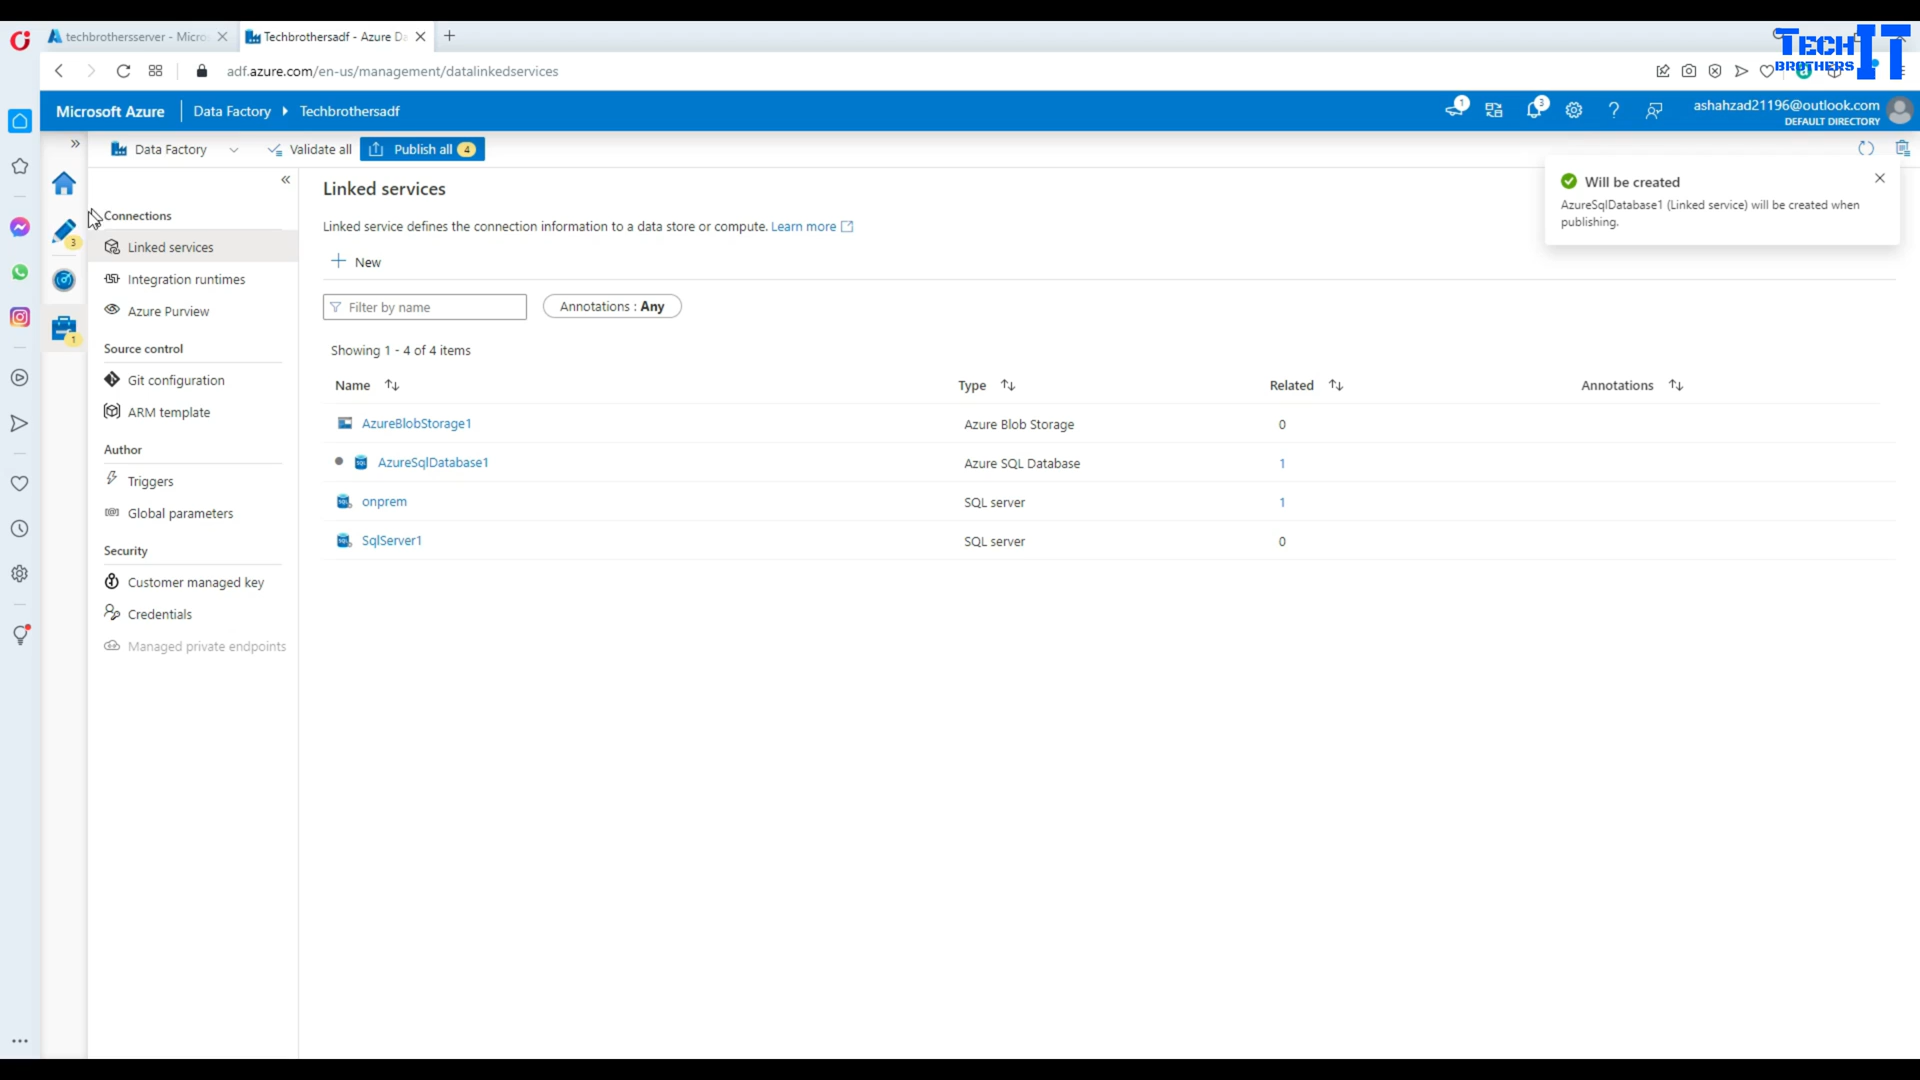 techbrothersserver - Micro
Techbrothersadf - Azure Da
TECH IT
BROTHERS
adf.azure.com/en-us/management/datalinkedservices
Microsoft Azure
Data Factory
Techbrothersadf
1
3
ashahzad21196@outlook.com
DEFAULT DIRECTORY
Data Factory
Validate all
Publish all
4
Will be created
AzureSqlDatabase1 (Linked service) will be created when
publishing.
3
1
Connections
Linked services
Integration runtimes
Azure Purview
Source control
Git configuration
ARM template
Author
Triggers
Global parameters
Security
Customer managed key
Credentials
Managed private endpoints
Linked services
Linked service defines the connection information to a data store or compute. Learn more
New
Filter by name
Annotations : Any
Showing 1 - 4 of 4 items
Name Type Related Annotations
AzureBlobStorage1 Azure Blob Storage 0
AzureSqlDatabase1 Azure SQL Database 1
onprem SQL server 1
SqlServer1 SQL server 0